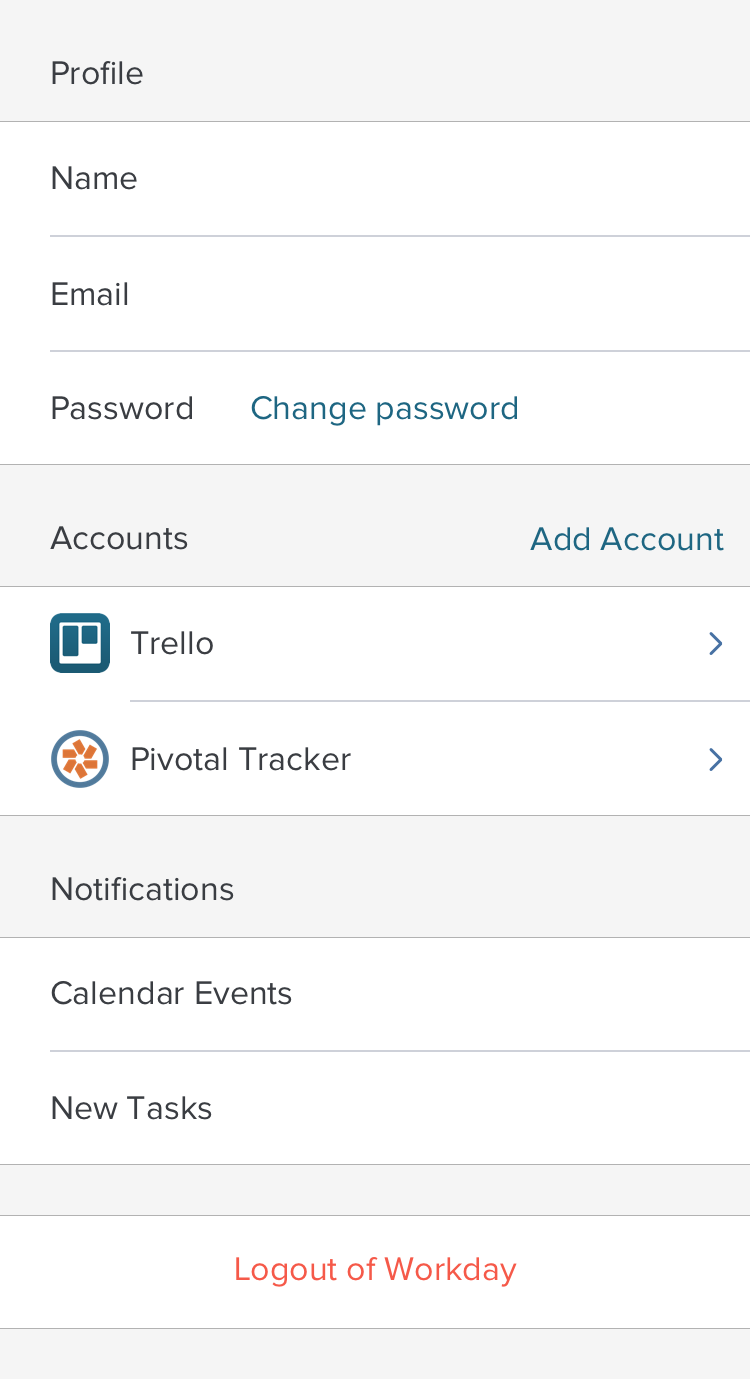 Profile
Name
Email
Password Change password
Accounts Add Account
Trello
Pivotal Tracker
Notifications
Calendar Events
New Tasks
Logout of Workday